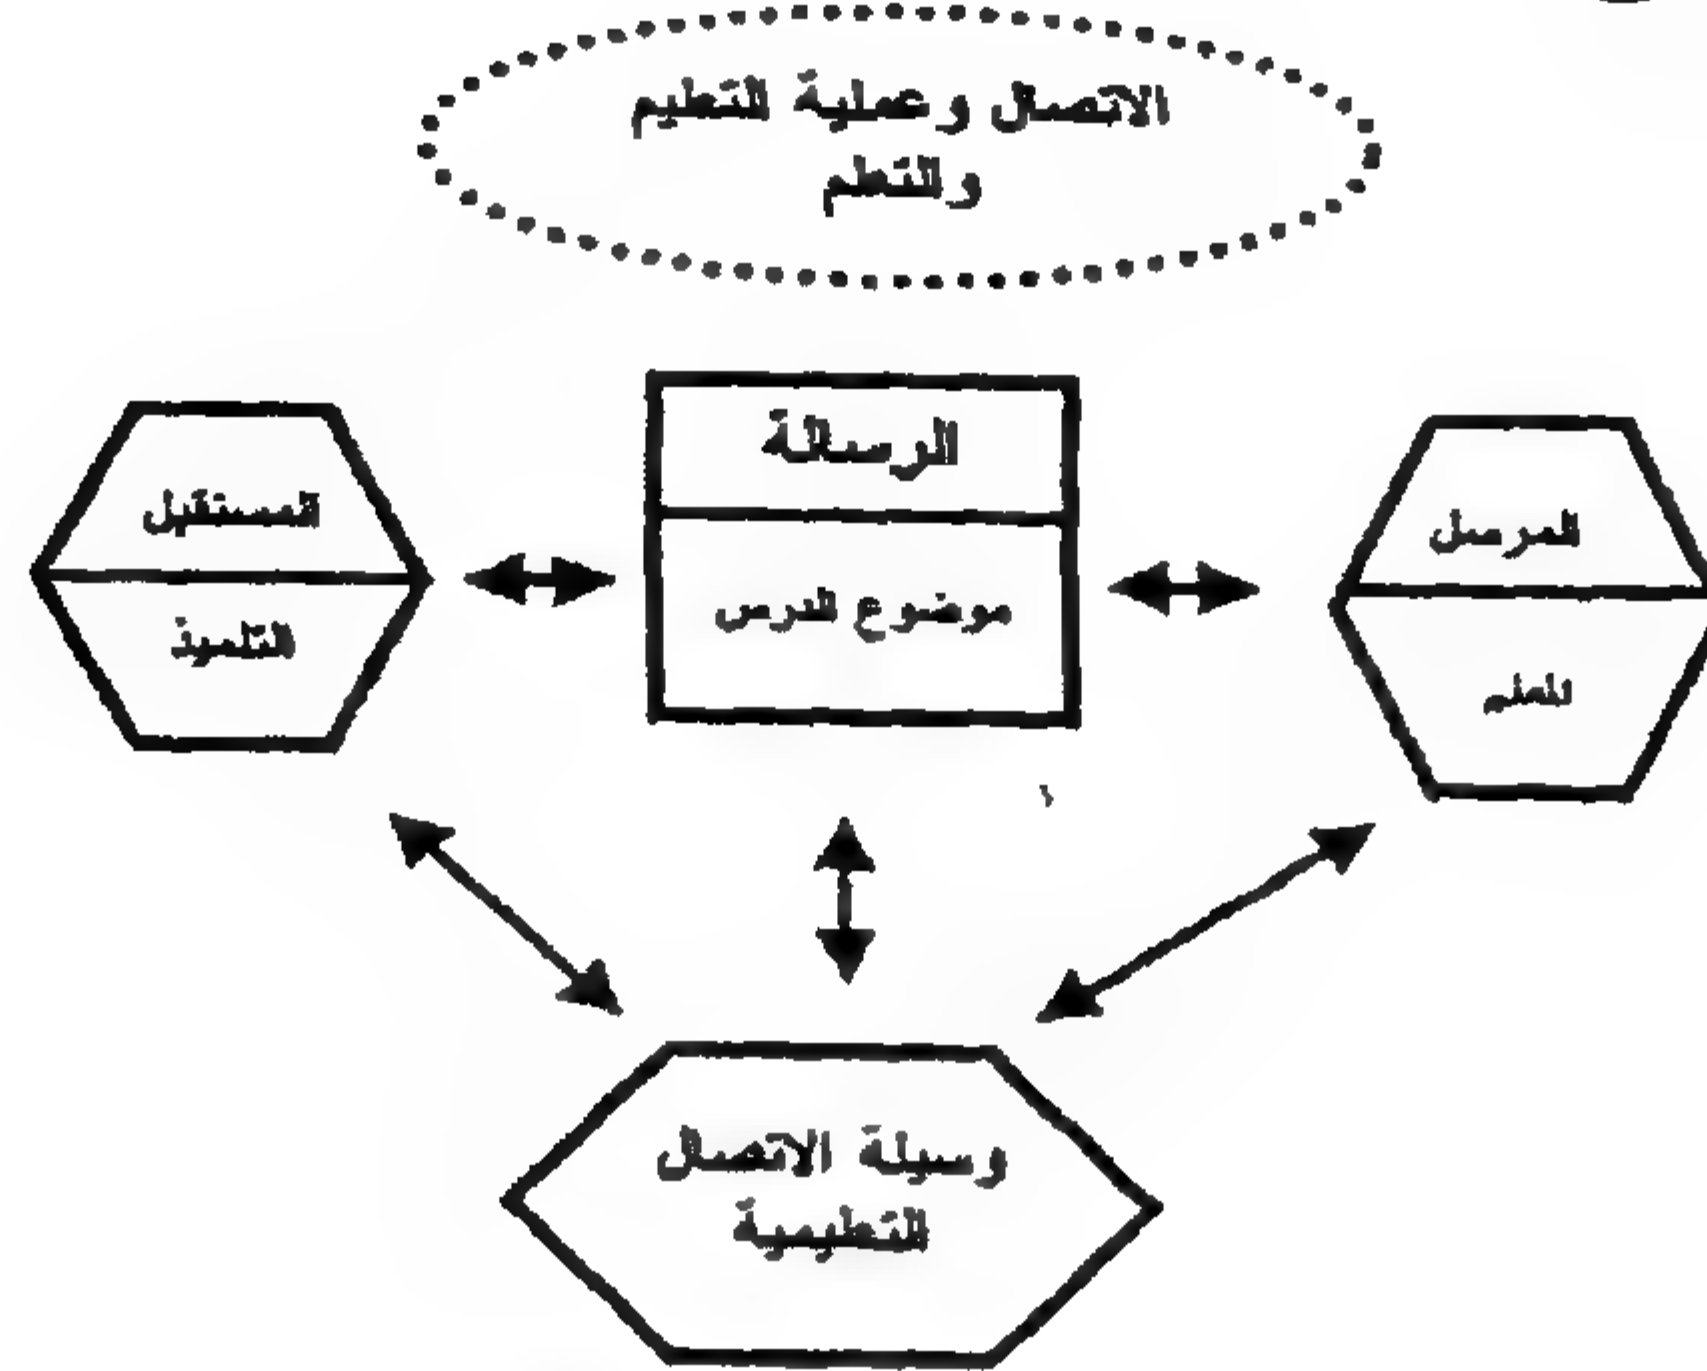 الاتصال وعملية التعليم
والتعلم
الرسالة
موضوع الدرس
المرسل
المعلم
المستقبل
التلميذ
وسيلة الاتصال
التعليمية